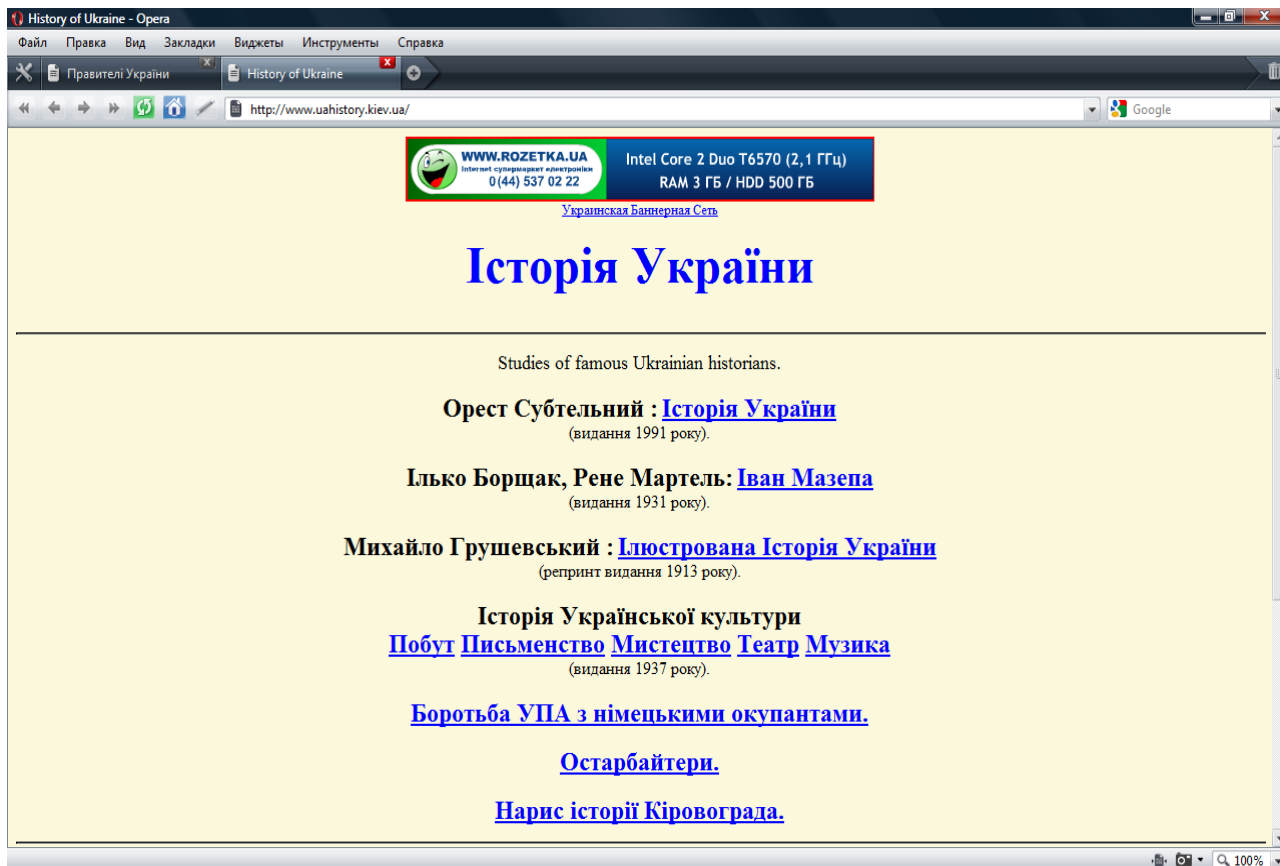 History of Ukraine - Opera
Файл Правка Вид Закладки Виджеты Инструменты Справка
Правителі України History of Ukraine
http://www.uahistory.kiev.ua/ Google
WWW.ROZETKA.UA
Internet супермаркет електроніки
0(44) 537 02 22
Intel Core 2 Duo T6570 (2,1 ГГц)
RAM 3 ГБ / HDD 500 ГБ
Украинская Баннерная Сеть
Історія України
Studies of famous Ukrainian historians.
Орест Субтельний : Історія України
(видання 1991 року).
Ілько Борщак, Рене Мартель: Іван Мазепа
(видання 1931 року).
Михайло Грушевський : Ілюстрована Історія України
(репринт видання 1913 року).
Історія Української культури
Побут Письменство Мистецтво Театр Музика
(видання 1937 року).
Боротьба УПА з німецькими окупантами.
Остарбайтери.
Нарис історії Кіровограда.
100%